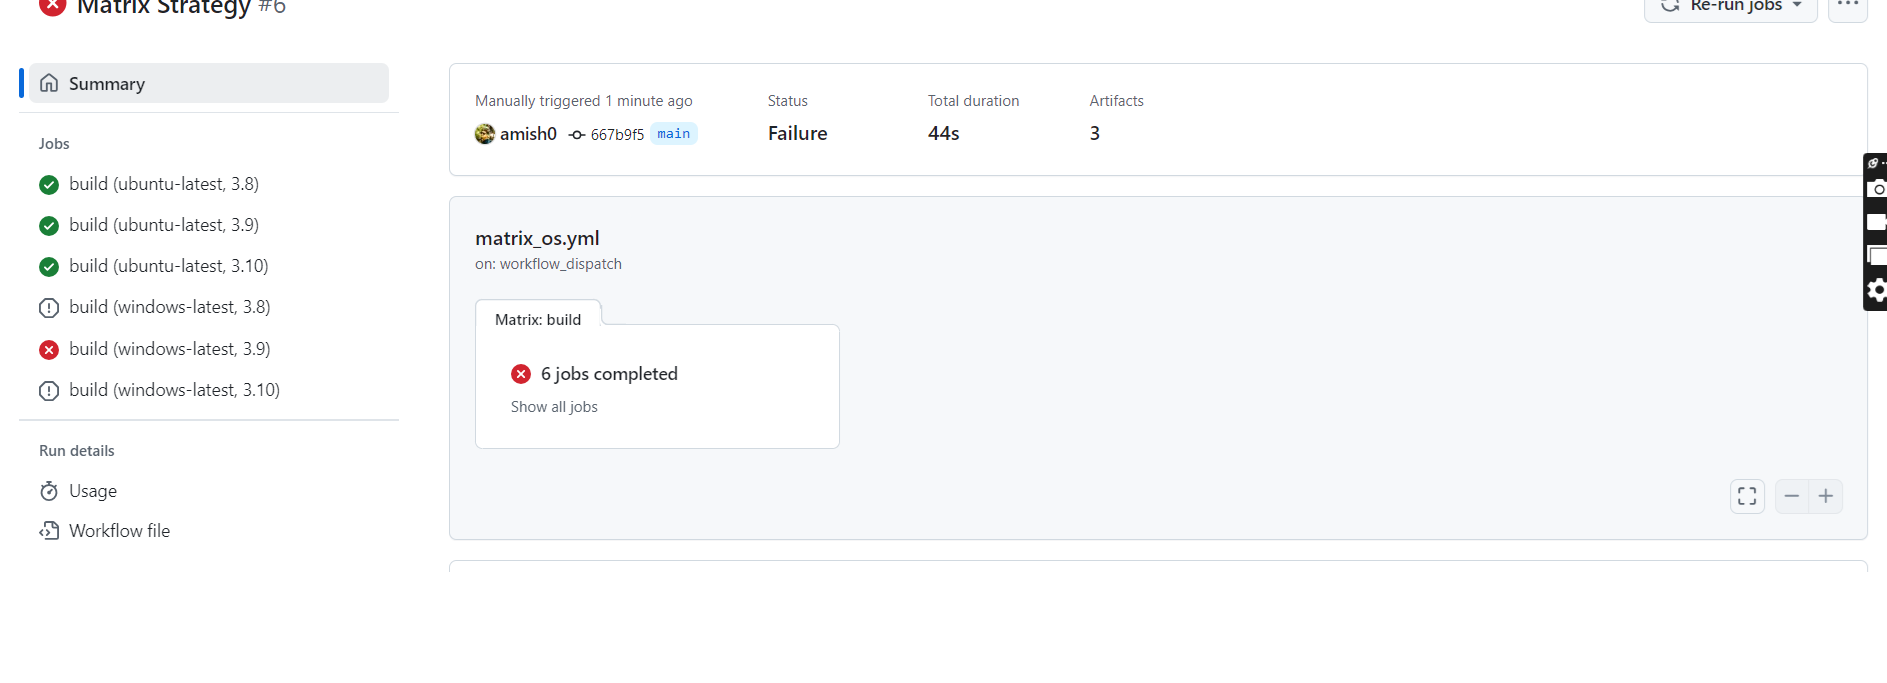 Matrix Strategy #6
Re-run jobs
Summary
Jobs
build (ubuntu-latest, 3.8)
build (ubuntu-latest, 3.9)
build (ubuntu-latest, 3.10)
build (windows-latest, 3.8)
build (windows-latest, 3.9)
build (windows-latest, 3.10)
Run details
Usage
Workflow file
Manually triggered 1 minute ago
amish0 667b9f5 main
Status
Failure
Total duration
44s
Artifacts
3
matrix_os.yml
on: workflow_dispatch
Matrix: build
6 jobs completed
Show all jobs